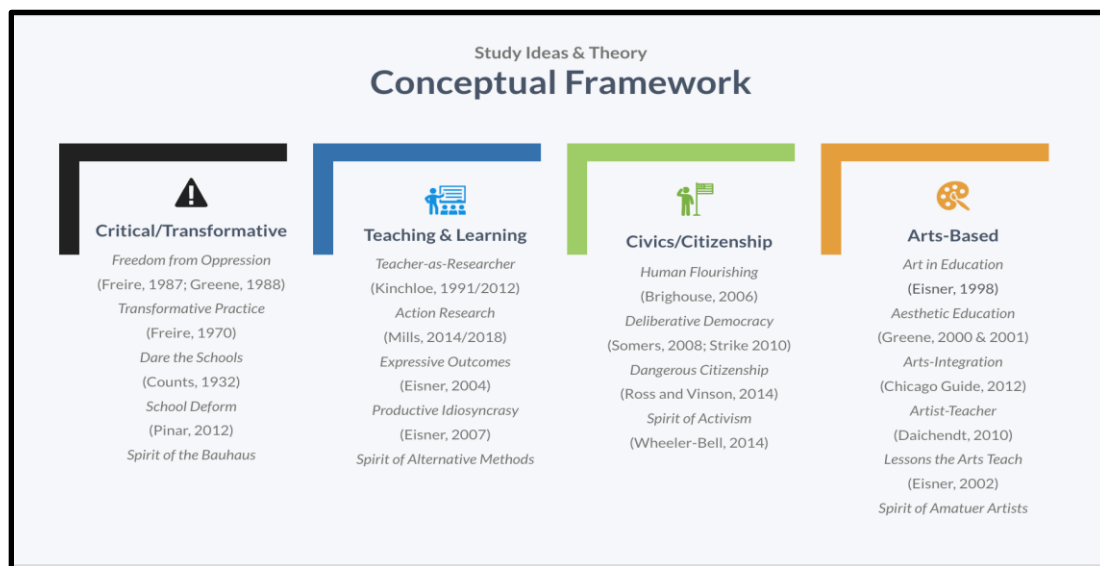 Study Ideas & Theory
Conceptual Framework
Critical/Transformative
Freedom from Oppression
(Freire, 1987; Greene, 1988)
Transformative Practice
(Freire, 1970)
Dare the Schools
(Counts, 1932)
School Deform
(Pinar, 2012)
Spirit of the Bauhaus
Teaching & Learning
Teacher-as-Researcher
(Kinchloe, 1991/2012)
Action Research
(Mills, 2014/2018)
Expressive Outcomes
(Eisner, 2004)
Productive Idiosyncrasy
(Eisner, 2007)
Spirit of Alternative Methods
Civics/Citizenship
Human Flourishing
(Brighouse, 2006)
Deliberative Democracy
(Somers, 2008; Strike 2010)
Dangerous Citizenship
(Ross and Vinson, 2014)
Spirit of Activism
(Wheeler-Bell, 2014)
Arts-Based
Art in Education
(Eisner, 1998)
Aesthetic Education
(Greene, 2000 & 2001)
Arts-Integration
(Chicago Guide, 2012)
Artist-Teacher
(Daichendt, 2010)
Lessons the Arts Teach
(Eisner, 2002)
Spirit of Amatuer Artists